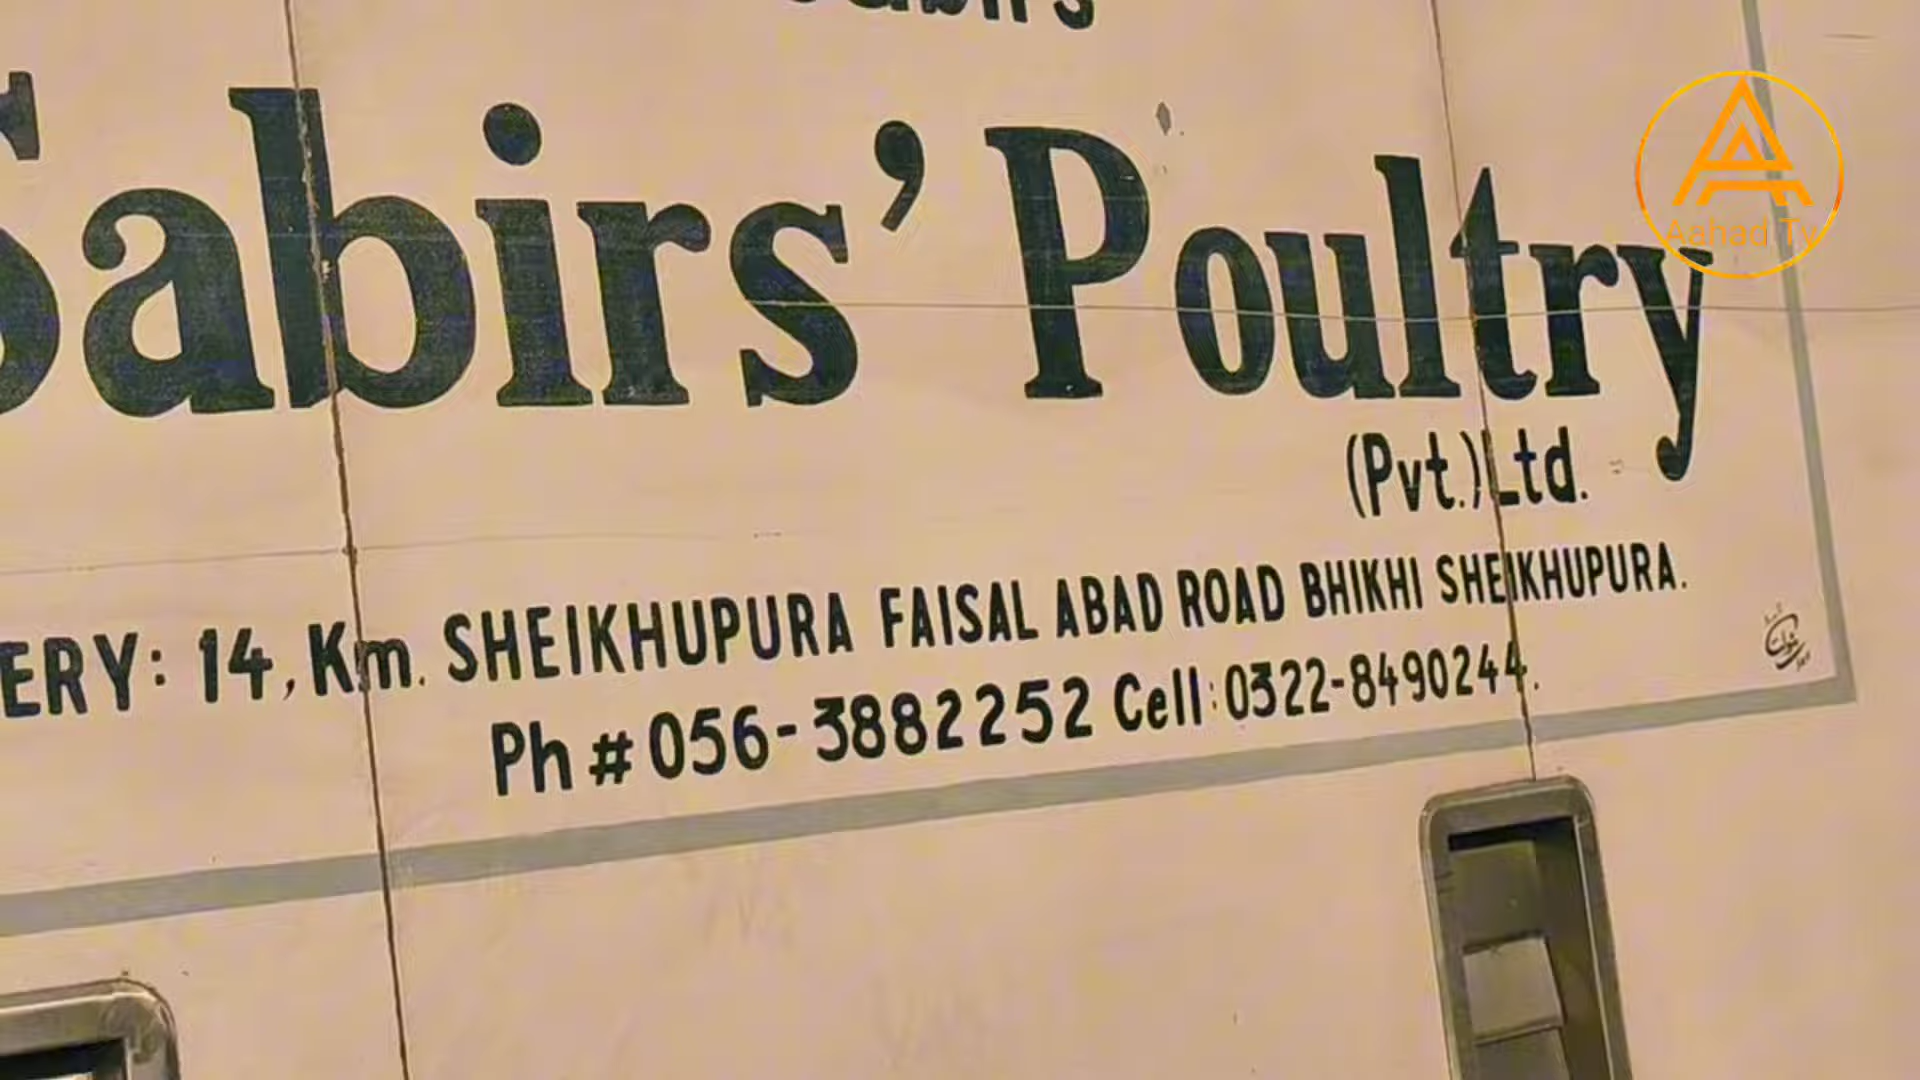 Sabirs' Poultry
(Pvt.) Ltd.
ERY: 14, Km. SHEIKHUPURA FAISAL ABAD ROAD BHIKHI SHEIKHUPURA.
Ph # 056-3882252 Cell: 0322-8490244.
Aahad Tv